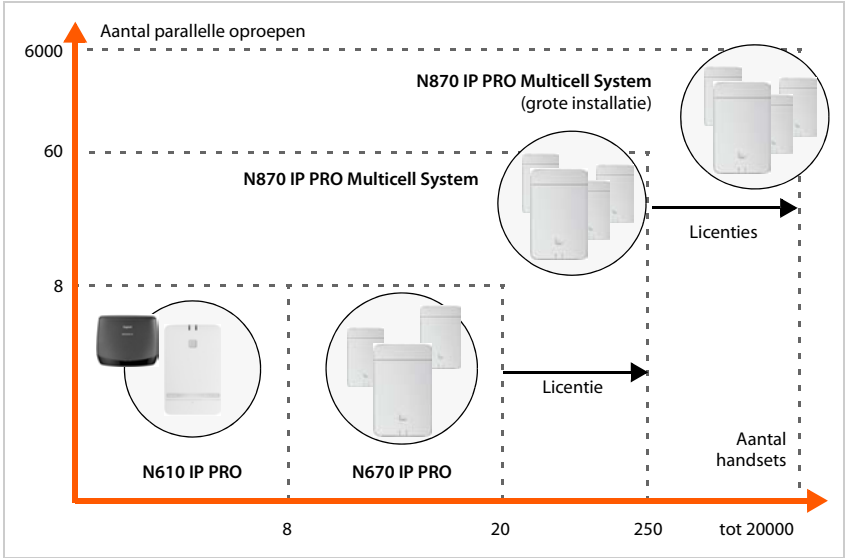 Aantal parallelle oproepen
6000
N870 IP PRO Multicell System
(grote installatie)
60
N870 IP PRO Multicell System
Licenties
8
Licentie
Aantal
handsets
N610 IP PRO
N670 IP PRO
8
20
250
tot 20000